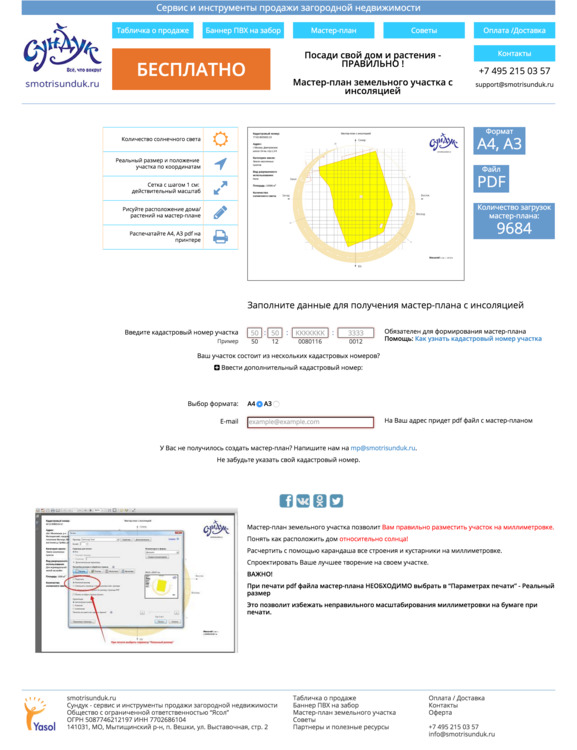 Сервис и инструменты продажи загородной недвижимости
СУНДУК
Все, что вокруг
smotrisunduk.ru
Табличка о продаже
Баннер ПВХ на забор
Мастер-план
Советы
Оплата /Доставка
БЕСПЛАТНО
Посади свой дом и растения -
ПРАВИЛЬНО !
Мастер-план земельного участка с
инсоляцией
Контакты
+7 495 215 03 57
support@smotrisunduk.ru
Количество солнечного света
Реальный размер и положение
участка по координатам
Сетка с шагом 1 см:
действительный масштаб
Рисуйте расположение дома/
растений на мастер-плане
Распечатайте А4, А3 pdf на
принтере
Формат
А4, А3
Файл
PDF
Количество загрузок
мастер-плана:
9684
Заполните данные для получения мастер-плана с инсоляцией
Введите кадастровый номер участка
50 : 50 : KKKKKKK : 3333
Обязателен для формирования мастер-плана
Пример
50 12 0080116 0012
Помощь: Как узнать кадастровый номер участка
Ваш участок состоит из нескольких кадастровых номеров?
Ввести дополнительный кадастровый номер:
Выбор формата: А4 А3
E-mail
example@example.com
На Ваш адрес придет pdf файл с мастер-планом
У Вас не получилось создать мастер-план? Напишите нам на mp@smotrisunduk.ru.
Не забудьте указать свой кадастровый номер.
Мастер-план земельного участка позволит Вам правильно разместить участок на миллиметровке.
Понять как расположить дом относительно солнца!
Расчертить с помощью карандаша все строения и кустарники на миллиметровке.
Спроектировать Ваше лучшее творение на своем участке.
ВАЖНО!
При печати pdf файла мастер-плана НЕОБХОДИМО выбрать в "Параметрах печати" - Реальный
размер
Это позволит избежать неправильного масштабирования миллиметровки на бумаге при
печати.
Yasol
smotrisunduk.ru
Сундук - сервис и инструменты продажи загородной недвижимости
Общество с ограниченной ответственностью "Ясол"
ОГРН 5087746212197 ИНН 7702686104
141031, МО, Мытищинский р-н, п. Вешки, ул. Выставочная, стр. 2
Табличка о продаже
Баннер ПВХ на забор
Мастер-план земельного участка
Советы
Партнеры и полезные ресурсы
Оплата / Доставка
Контакты
Оферта
+7 495 215 03 57
info@smotrisunduk.ru